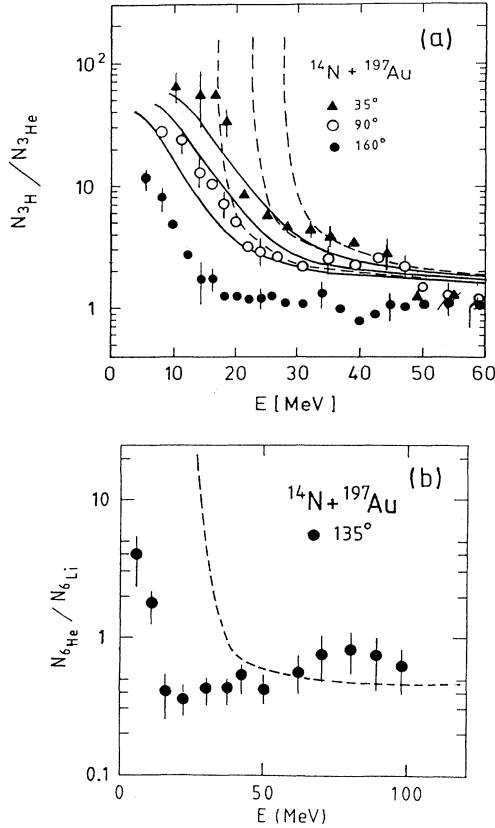 (a)
¹⁴N + ¹⁹⁷Au
▲ 35°
○ 90°
● 160°
N₃H / N₃He
10²
10
1
0 10 20 30 40 50 60
E [MeV]
(b)
¹⁴N + ¹⁹⁷Au
● 135°
N₆He / N₆Li
10
1
0.1
0 50 100
E (MeV)